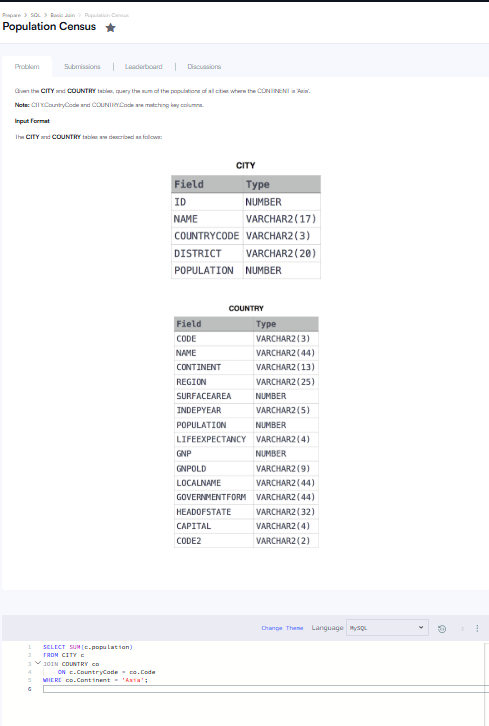 Prepare > SQL > Basic Join > Population Census
Population Census
Problem Submissions Leaderboard Discussions
Given the CITY and COUNTRY tables, query the sum of the populations of all cities where the CONTINENT is 'Asia'.
Note: CITY.CountryCode and COUNTRY.Code are matching key columns.
Input Format
The CITY and COUNTRY tables are described as follows:
CITY
Field Type
ID NUMBER
NAME VARCHAR2(17)
COUNTRYCODE VARCHAR2(3)
DISTRICT VARCHAR2(20)
POPULATION NUMBER
COUNTRY
Field Type
CODE VARCHAR2(3)
NAME VARCHAR2(44)
CONTINENT VARCHAR2(13)
REGION VARCHAR2(25)
SURFACEAREA NUMBER
INDEPYEAR VARCHAR2(5)
POPULATION NUMBER
LIFEEXPECTANCY VARCHAR2(4)
GNP NUMBER
GNPOLD VARCHAR2(9)
LOCALNAME VARCHAR2(44)
GOVERNMENTFORM VARCHAR2(44)
HEADOFSTATE VARCHAR2(32)
CAPITAL VARCHAR2(4)
CODE2 VARCHAR2(2)
Change Theme Language MySQL
1 SELECT SUM(c.population)
2 FROM CITY c
3 JOIN COUNTRY co
4 ON c.CountryCode = co.Code
5 WHERE co.Continent = 'Asia';
6